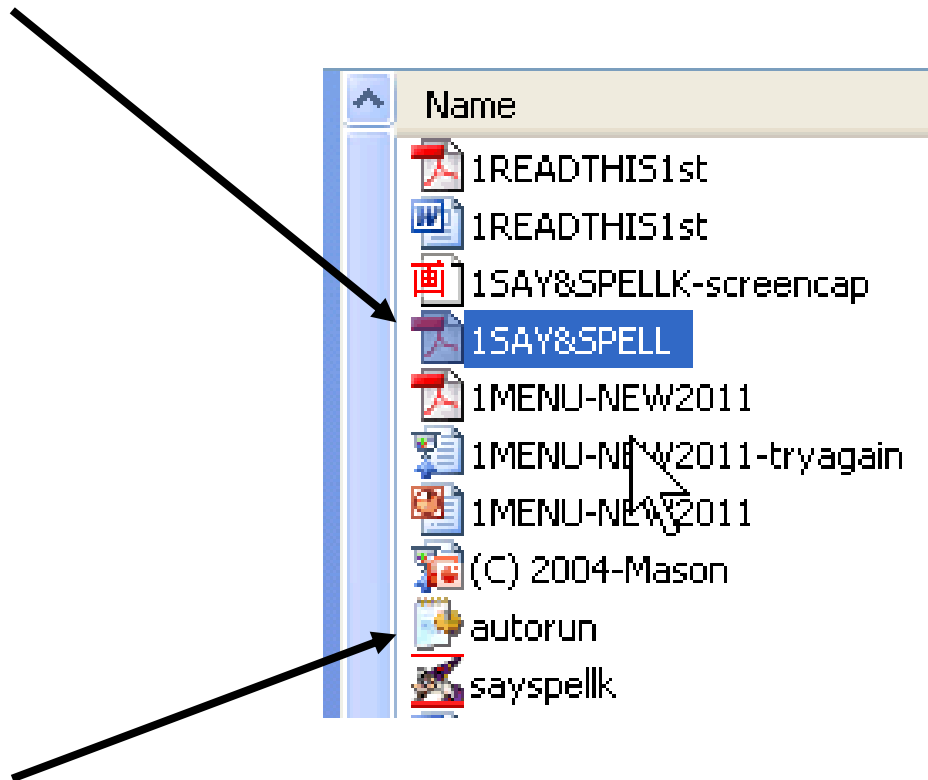 Name
1READTHIS1st
W 1READTHIS1st
画 1SAY&SPELLK-screencap
1SAY&SPELL
1MENU-NEW2011
1MENU-NEW2011-tryagain
1MENU-NEW2011
(C) 2004-Mason
autorun
sayspellk